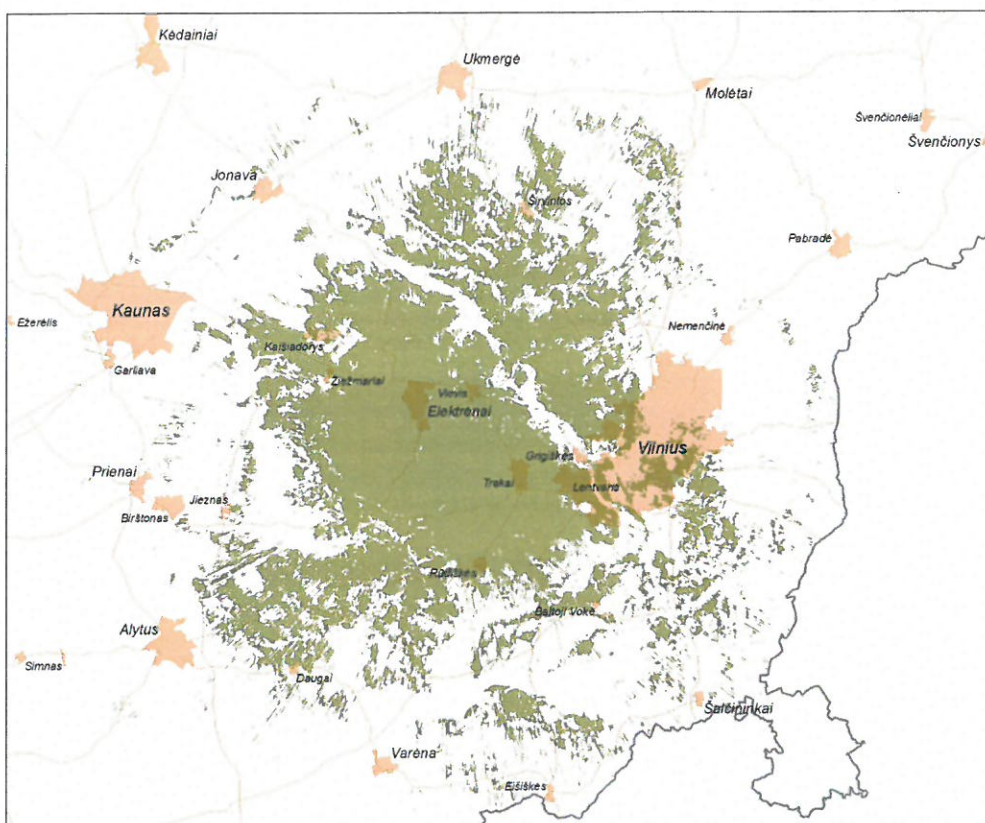 Kėdainiai
Ukmergė
Molėtai
Švenčionėliai
Švenčionys
Jonava
Širvintos
Pabradė
Kaunas
Ežerėlis
Nemenčinė
Kaišiadorys
Garliava
Žiežmariai
Vievis
Elektrėnai
Vilnius
Grigiškės
Prienai
Trakai
Lentvaris
Jieznas
Birštonas
Rūdiškės
Baltoji Vokė
Alytus
Simnas
Daugai
Šalčininkai
Varėna
Eišiškės